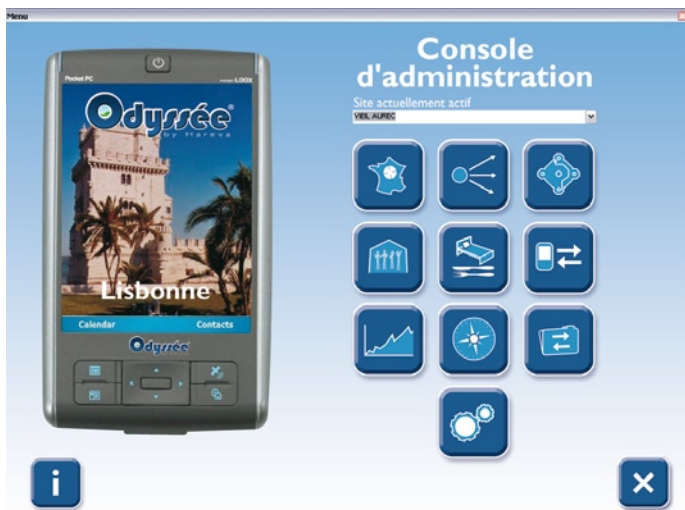 Menu
Pocket PC
LOOX
Odyssée®
by Mareva
Lisbonne
Calendar
Contacts
Odyssée
Console
d'administration
Site actuellement actif
VIEIL AUREC
i